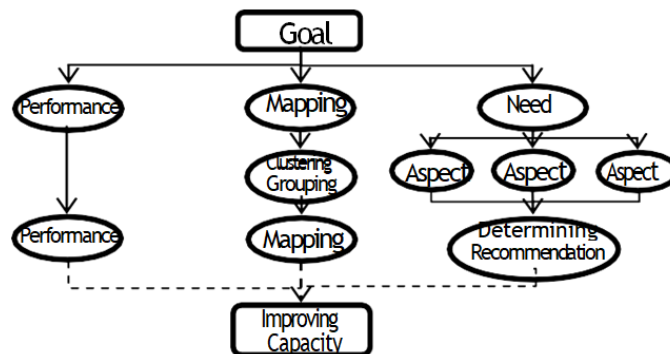 Goal
Performance
Mapping
Need
Clustering
Grouping
Aspect
Aspect
Aspect
Performance
Mapping
Determining
Recommendation
Improving
Capacity